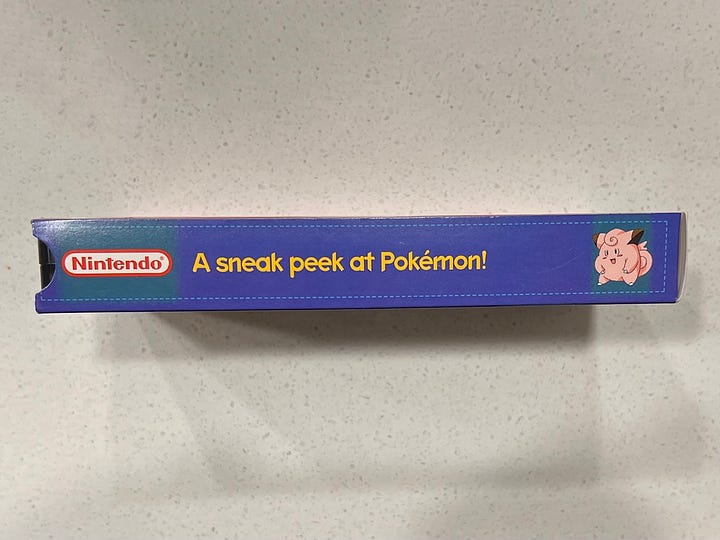 Nintendo®
A sneak peek at Pokémon!